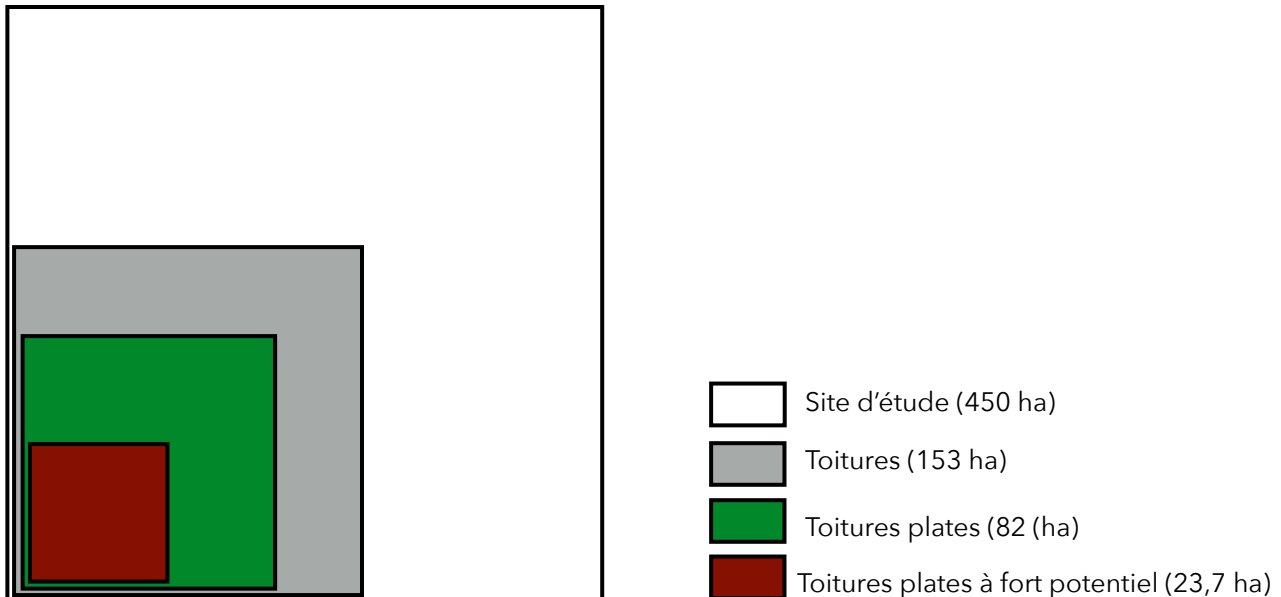 Site d’étude (450 ha)
Toitures (153 ha)
Toitures plates (82 (ha)
Toitures plates à fort potentiel (23,7 ha)